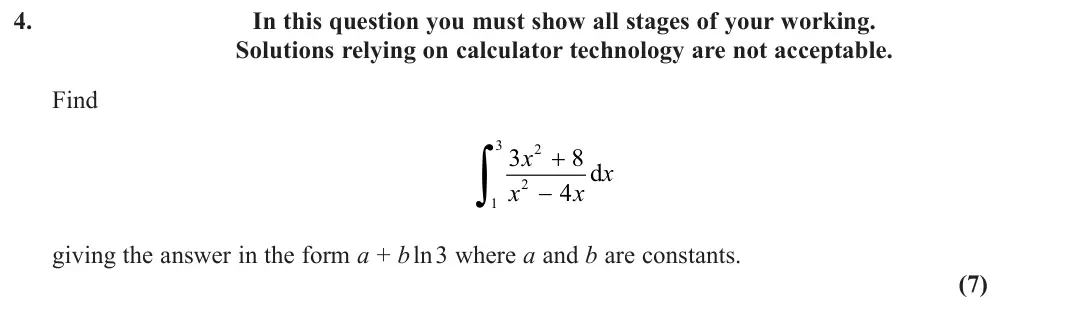 4. In this question you must show all stages of your working.
Solutions relying on calculator technology are not acceptable.
Find
∫₁³ (3x² + 8)/(x² − 4x) dx
giving the answer in the form a + b ln 3 where a and b are constants.
(7)